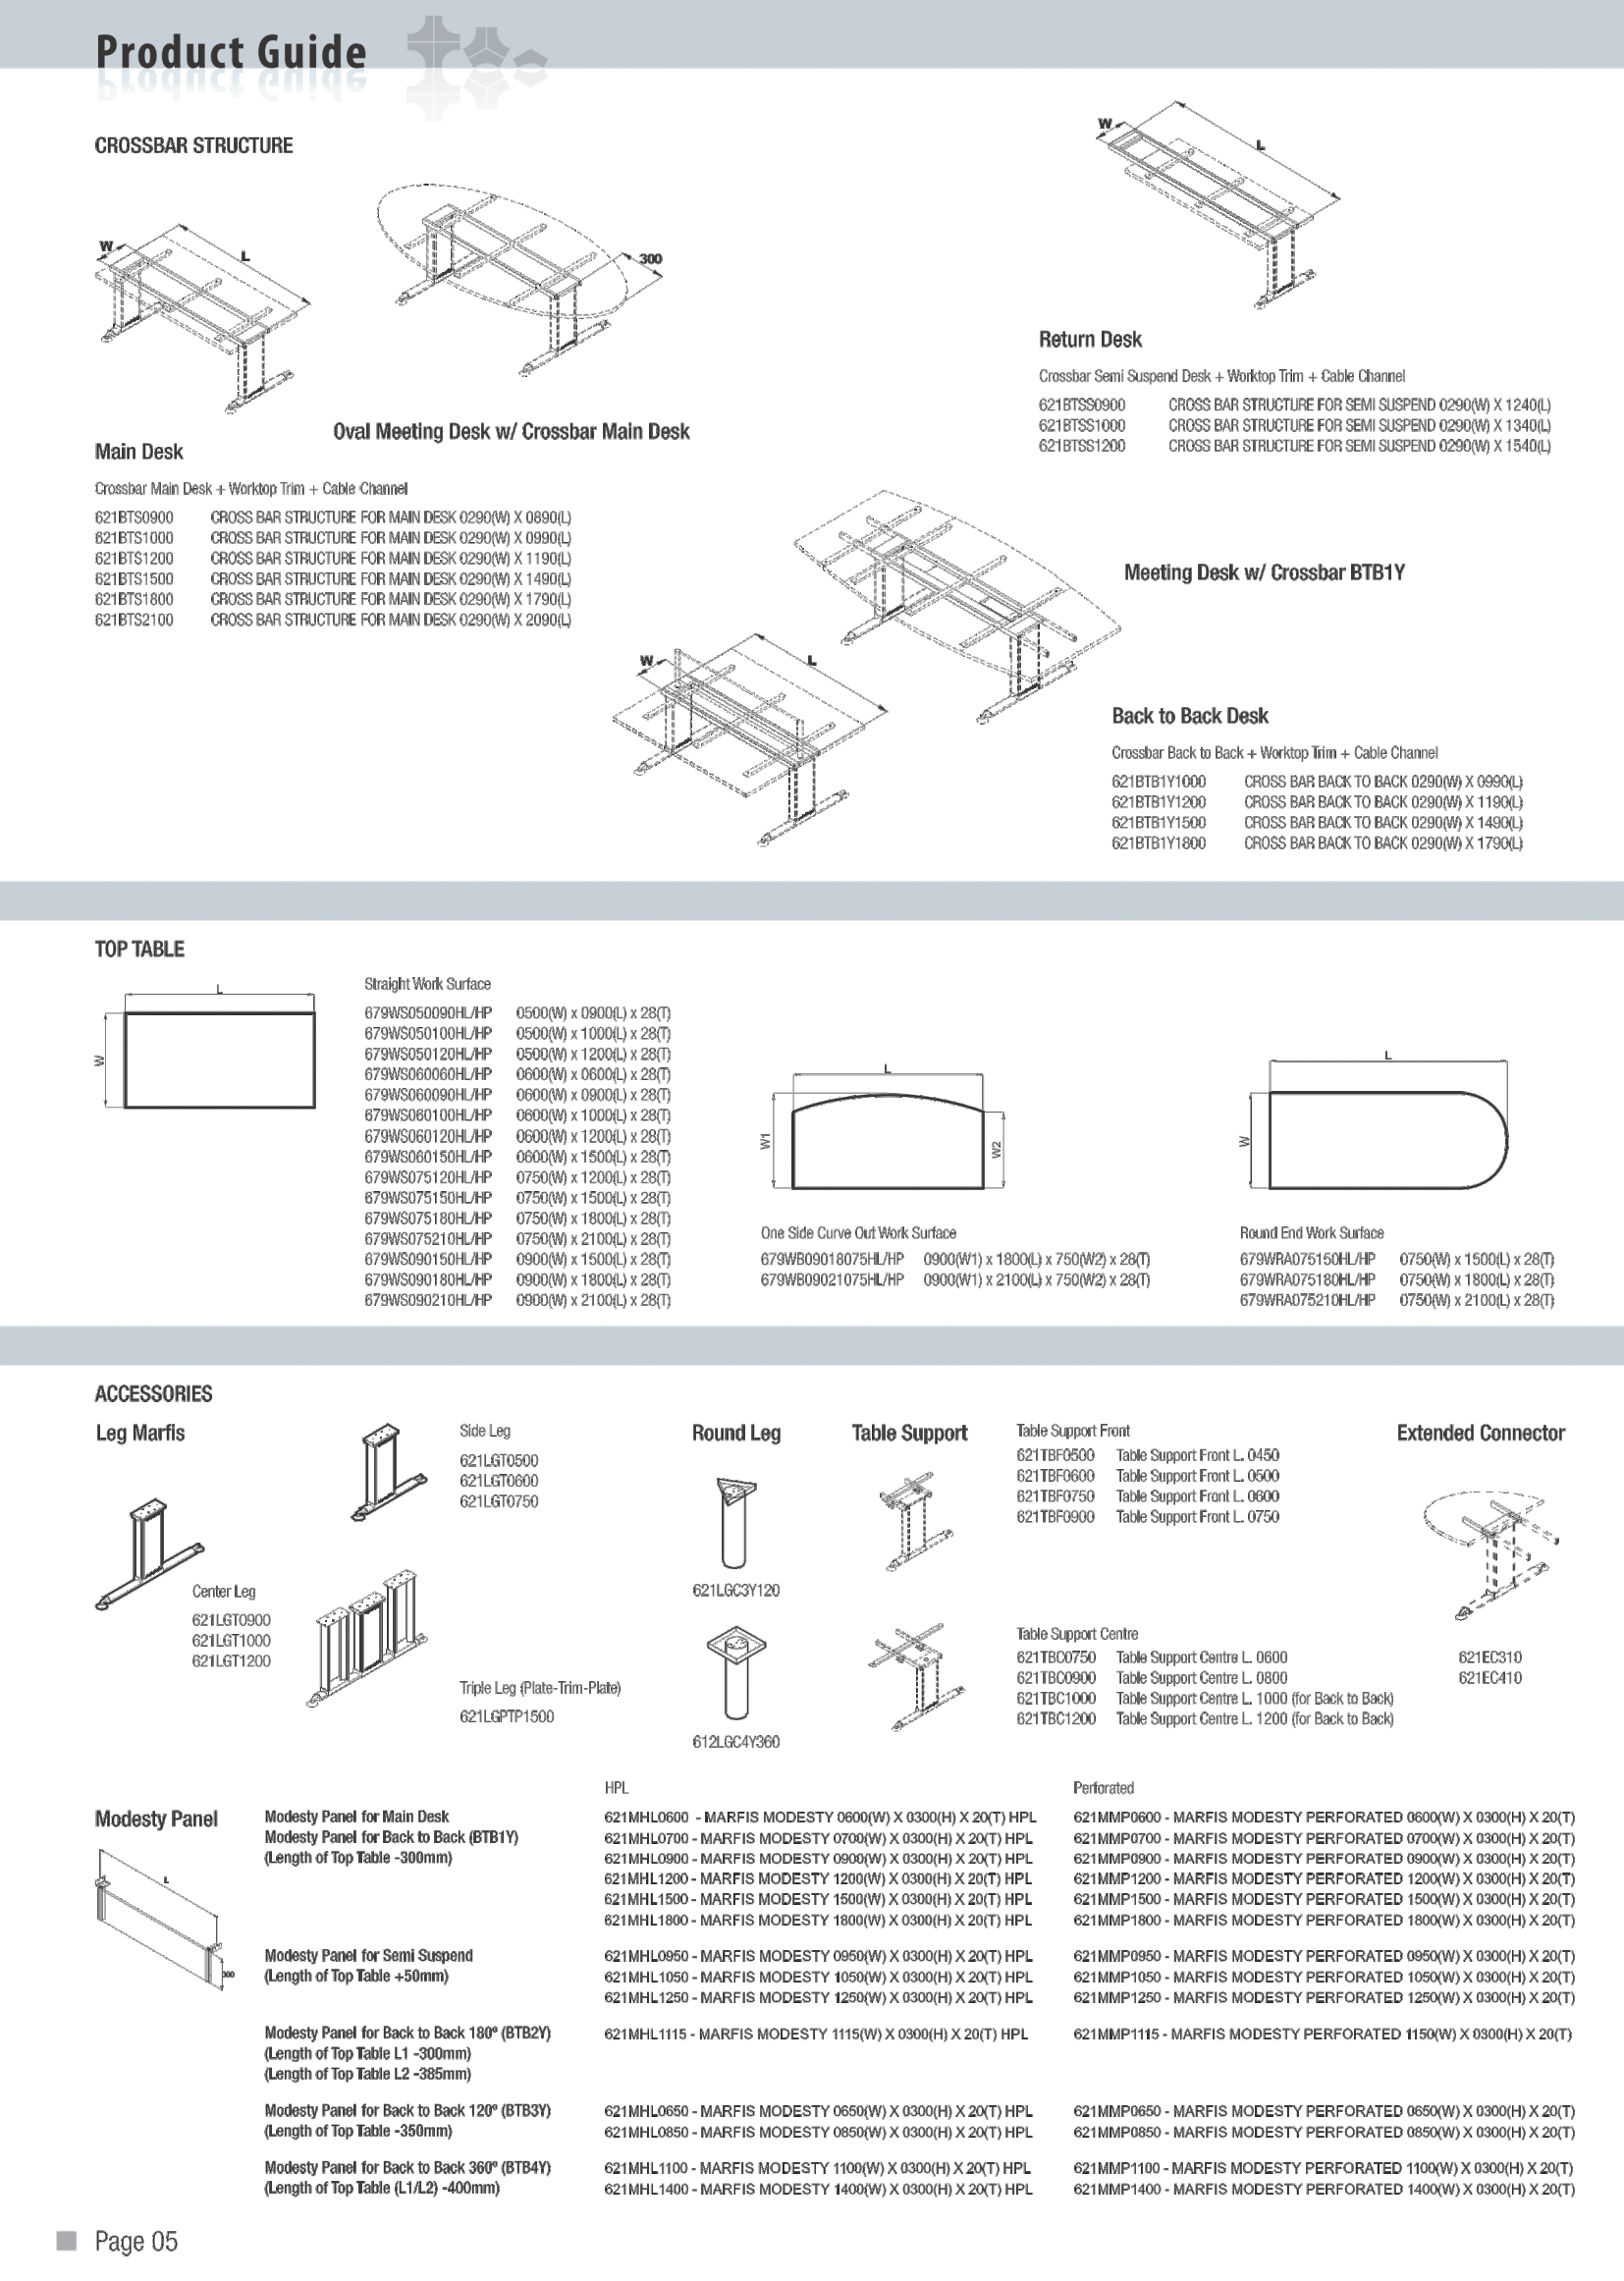 Product Guide
CROSSBAR STRUCTURE
W
L
300
W
L
Main Desk
Oval Meeting Desk w/ Crossbar Main Desk
Crossbar Main Desk + Worktop Trim + Cable Channel
621BTS0900 CROSS BAR STRUCTURE FOR MAIN DESK 0290(W) X 0890(L)
621BTS1000 CROSS BAR STRUCTURE FOR MAIN DESK 0290(W) X 0990(L)
621BTS1200 CROSS BAR STRUCTURE FOR MAIN DESK 0290(W) X 1190(L)
621BTS1500 CROSS BAR STRUCTURE FOR MAIN DESK 0290(W) X 1490(L)
621BTS1800 CROSS BAR STRUCTURE FOR MAIN DESK 0290(W) X 1790(L)
621BTS2100 CROSS BAR STRUCTURE FOR MAIN DESK 0290(W) X 2090(L)
Return Desk
Crossbar Semi Suspend Desk + Worktop Trim + Cable Channel
621BTSS0900 CROSS BAR STRUCTURE FOR SEMI SUSPEND 0290(W) X 1240(L)
621BTSS1000 CROSS BAR STRUCTURE FOR SEMI SUSPEND 0290(W) X 1340(L)
621BTSS1200 CROSS BAR STRUCTURE FOR SEMI SUSPEND 0290(W) X 1540(L)
Meeting Desk w/ Crossbar BTB1Y
W
L
Back to Back Desk
Crossbar Back to Back + Worktop Trim + Cable Channel
621BTB1Y1000 CROSS BAR BACK TO BACK 0290(W) X 0990(L)
621BTB1Y1200 CROSS BAR BACK TO BACK 0290(W) X 1190(L)
621BTB1Y1500 CROSS BAR BACK TO BACK 0290(W) X 1490(L)
621BTB1Y1800 CROSS BAR BACK TO BACK 0290(W) X 1790(L)
TOP TABLE
L
W
Straight Work Surface
679WS050090HL/HP 0500(W) x 0900(L) x 28(T)
679WS050100HL/HP 0500(W) x 1000(L) x 28(T)
679WS050120HL/HP 0500(W) x 1200(L) x 28(T)
679WS060060HL/HP 0600(W) x 0600(L) x 28(T)
679WS060090HL/HP 0600(W) x 0900(L) x 28(T)
679WS060100HL/HP 0600(W) x 1000(L) x 28(T)
679WS060120HL/HP 0600(W) x 1200(L) x 28(T)
679WS060150HL/HP 0600(W) x 1500(L) x 28(T)
679WS075120HL/HP 0750(W) x 1200(L) x 28(T)
679WS075150HL/HP 0750(W) x 1500(L) x 28(T)
679WS075180HL/HP 0750(W) x 1800(L) x 28(T)
679WS075210HL/HP 0750(W) x 2100(L) x 28(T)
679WS090150HL/HP 0900(W) x 1500(L) x 28(T)
679WS090180HL/HP 0900(W) x 1800(L) x 28(T)
679WS090210HL/HP 0900(W) x 2100(L) x 28(T)
L
W1
W2
One Side Curve Out Work Surface
679WB09018075HL/HP 0900(W1) x 1800(L) x 750(W2) x 28(T)
679WB09021075HL/HP 0900(W1) x 2100(L) x 750(W2) x 28(T)
L
W
Round End Work Surface
679WRA075150HL/HP 0750(W) x 1500(L) x 28(T)
679WRA075180HL/HP 0750(W) x 1800(L) x 28(T)
679WRA075210HL/HP 0750(W) x 2100(L) x 28(T)
ACCESSORIES
Leg Marfis
Center Leg
621LGT0900
621LGT1000
621LGT1200
Side Leg
621LGT0500
621LGT0600
621LGT0750
Triple Leg (Plate-Trim-Plate)
621LGPTP1500
Round Leg
621LGC3Y120
612LGC4Y360
Table Support
Table Support Front
621TBF0500 Table Support Front L. 0450
621TBF0600 Table Support Front L. 0500
621TBF0750 Table Support Front L. 0600
621TBF0900 Table Support Front L. 0750
Table Support Centre
621TBC0750 Table Support Centre L. 0600
621TBC0900 Table Support Centre L. 0800
621TBC1000 Table Support Centre L. 1000 (for Back to Back)
621TBC1200 Table Support Centre L. 1200 (for Back to Back)
Extended Connector
621EC310
621EC410
HPL
Perforated
Modesty Panel
L
300
Modesty Panel for Main Desk
Modesty Panel for Back to Back (BTB1Y)
(Length of Top Table -300mm)
621MHL0600 - MARFIS MODESTY 0600(W) X 0300(H) X 20(T) HPL
621MHL0700 - MARFIS MODESTY 0700(W) X 0300(H) X 20(T) HPL
621MHL0900 - MARFIS MODESTY 0900(W) X 0300(H) X 20(T) HPL
621MHL1200 - MARFIS MODESTY 1200(W) X 0300(H) X 20(T) HPL
621MHL1500 - MARFIS MODESTY 1500(W) X 0300(H) X 20(T) HPL
621MHL1800 - MARFIS MODESTY 1800(W) X 0300(H) X 20(T) HPL
621MMP0600 - MARFIS MODESTY PERFORATED 0600(W) X 0300(H) X 20(T)
621MMP0700 - MARFIS MODESTY PERFORATED 0700(W) X 0300(H) X 20(T)
621MMP0900 - MARFIS MODESTY PERFORATED 0900(W) X 0300(H) X 20(T)
621MMP1200 - MARFIS MODESTY PERFORATED 1200(W) X 0300(H) X 20(T)
621MMP1500 - MARFIS MODESTY PERFORATED 1500(W) X 0300(H) X 20(T)
621MMP1800 - MARFIS MODESTY PERFORATED 1800(W) X 0300(H) X 20(T)
Modesty Panel for Semi Suspend
(Length of Top Table +50mm)
621MHL0950 - MARFIS MODESTY 0950(W) X 0300(H) X 20(T) HPL
621MHL1050 - MARFIS MODESTY 1050(W) X 0300(H) X 20(T) HPL
621MHL1250 - MARFIS MODESTY 1250(W) X 0300(H) X 20(T) HPL
621MMP0950 - MARFIS MODESTY PERFORATED 0950(W) X 0300(H) X 20(T)
621MMP1050 - MARFIS MODESTY PERFORATED 1050(W) X 0300(H) X 20(T)
621MMP1250 - MARFIS MODESTY PERFORATED 1250(W) X 0300(H) X 20(T)
Modesty Panel for Back to Back 180º (BTB2Y)
(Length of Top Table L1 -300mm)
(Length of Top Table L2 -385mm)
621MHL1115 - MARFIS MODESTY 1115(W) X 0300(H) X 20(T) HPL
621MMP1115 - MARFIS MODESTY PERFORATED 1150(W) X 0300(H) X 20(T)
Modesty Panel for Back to Back 120º (BTB3Y)
(Length of Top Table -350mm)
621MHL0650 - MARFIS MODESTY 0650(W) X 0300(H) X 20(T) HPL
621MHL0850 - MARFIS MODESTY 0850(W) X 0300(H) X 20(T) HPL
621MMP0650 - MARFIS MODESTY PERFORATED 0650(W) X 0300(H) X 20(T)
621MMP0850 - MARFIS MODESTY PERFORATED 0850(W) X 0300(H) X 20(T)
Modesty Panel for Back to Back 360º (BTB4Y)
(Length of Top Table (L1/L2) -400mm)
621MHL1100 - MARFIS MODESTY 1100(W) X 0300(H) X 20(T) HPL
621MHL1400 - MARFIS MODESTY 1400(W) X 0300(H) X 20(T) HPL
621MMP1100 - MARFIS MODESTY PERFORATED 1100(W) X 0300(H) X 20(T)
621MMP1400 - MARFIS MODESTY PERFORATED 1400(W) X 0300(H) X 20(T)
Page 05